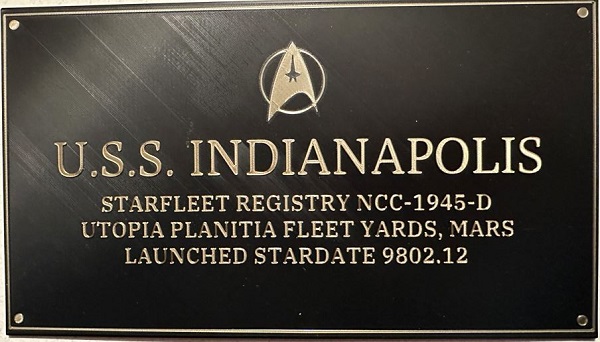 U.S.S. INDIANAPOLIS
STARFLEET REGISTRY NCC-1945-D
UTOPIA PLANITIA FLEET YARDS, MARS
LAUNCHED STARDATE 9802.12